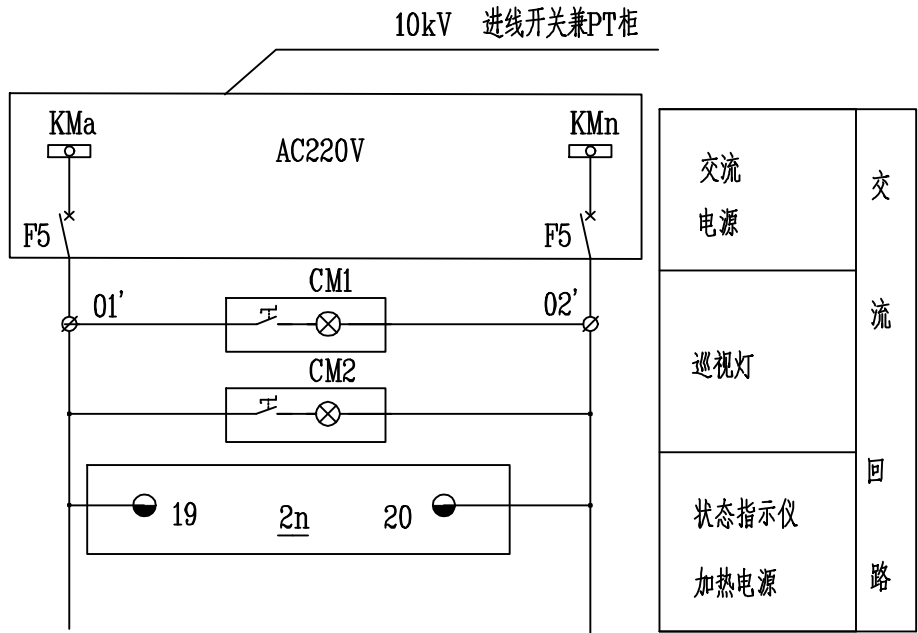 10kV 进线开关兼PT柜
KMa
KMn
AC220V
F5
F5
01'
02'
CM1
CM2
19
2n
20
交流
电源
巡视灯
状态指示仪
加热电源
交
流
回
路